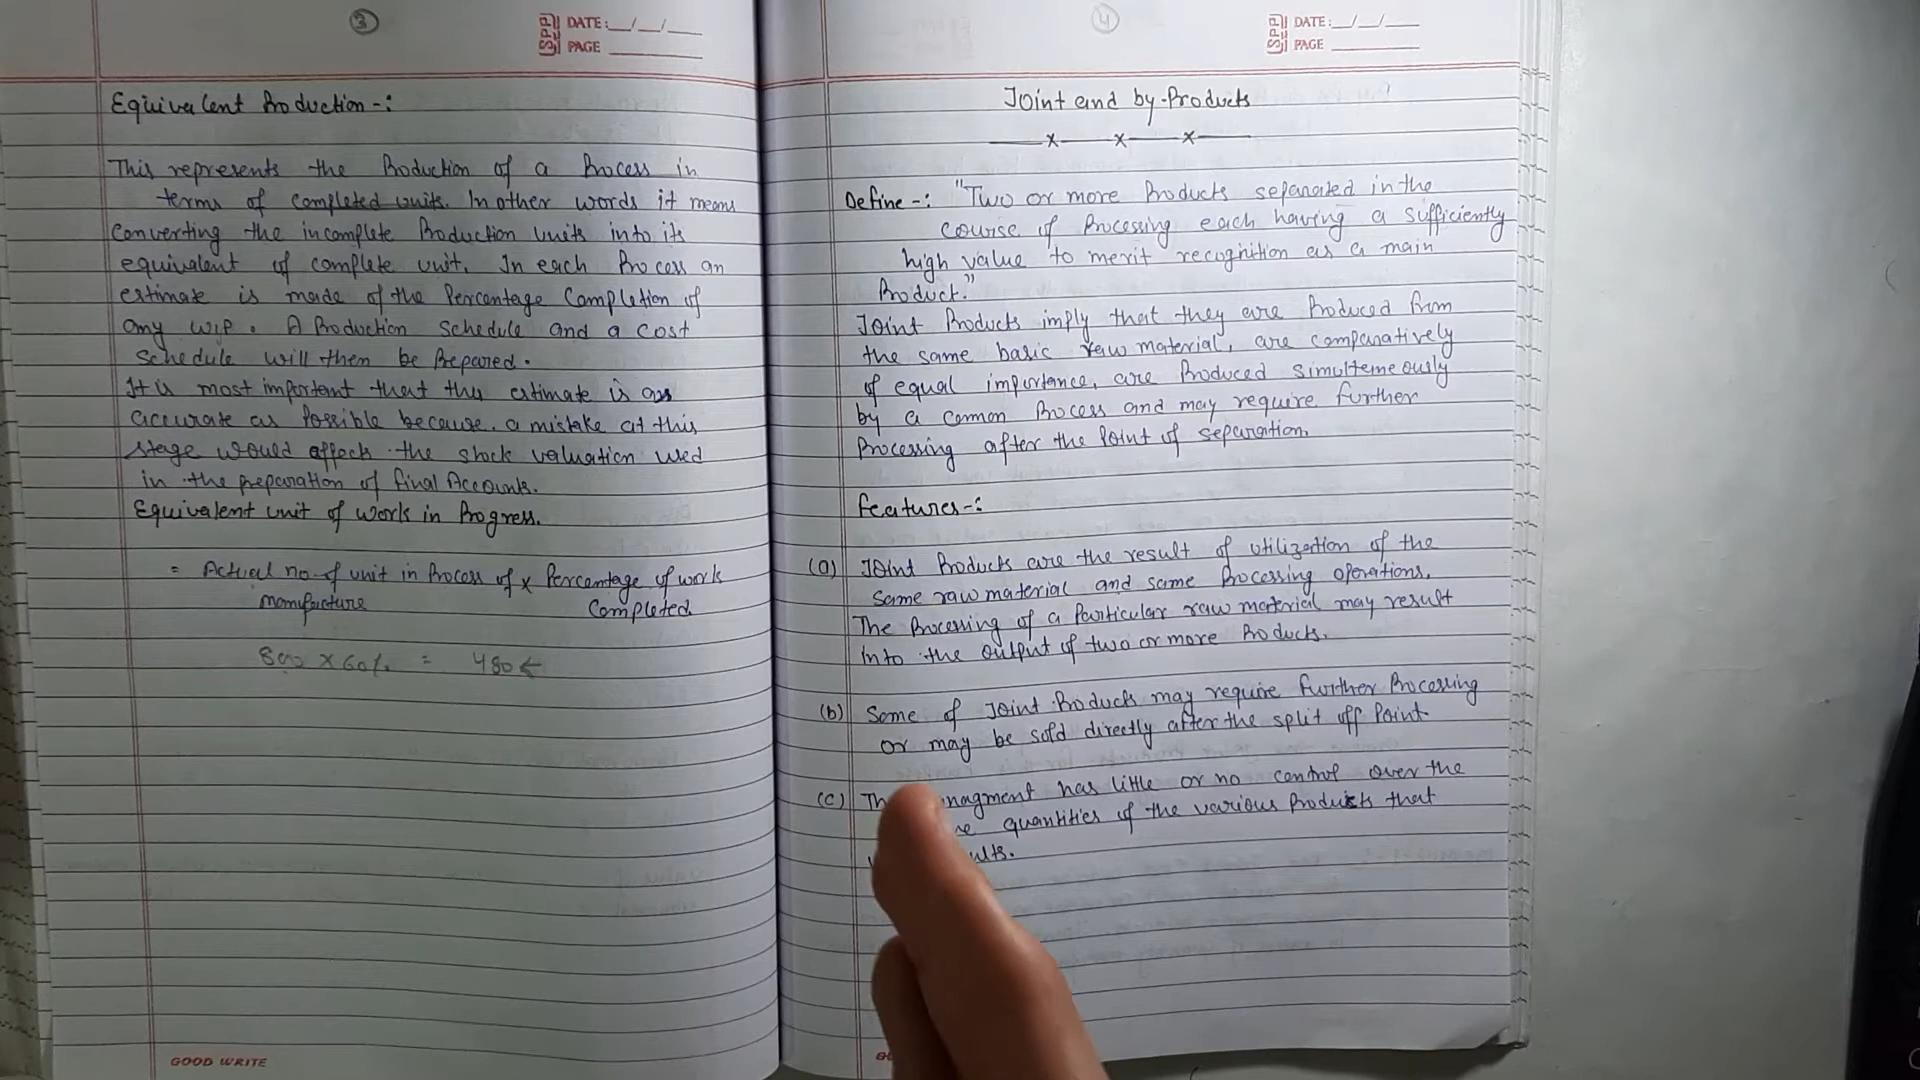 3
SPP DATE:__/__/___
PAGE
Equivalent Production-:
This represents the Production of a Process in
terms of completed units. In other words it means
Converting the incomplete Production units into its
equivalent of complete unit. In each Process an
estimate is made of the Percentage Completion of
any WIP. A Production Schedule and a Cost
Schedule will then be Prepared.
It is most important that this estimate is as
accurate as Possible because. a mistake at this
stage would affects the stock valuation used
in the preparation of final Accounts.
Equivalent unit of Work in Progress.
= Actual no of unit in Process of x Percentage of work
manufacture Completed.
800 x 60% = 480
GOOD WRITE
4
SPP DATE:__/__/___
PAGE
Joint and by-Products
x x x
Define-: "Two or more Products separated in the
course of Processing each having a sufficiently
high value to merit recognition as a main
Product."
Joint Products imply that they are Produced from
the same basic raw material, are comparatively
of equal importance, are Produced simultemeously
by a common Process and may require further
Processing after the Point of separation.
Features-:
(a) Joint Products are the result of utilization of the
same raw material and same Processing operations.
The Processing of a Particular raw material may result
into the output of two or more Products.
(b) Some of Joint Products may require further Processing
or may be sold directly after the split off Point.
(c) has little or no control over the
quantities of the various Products that